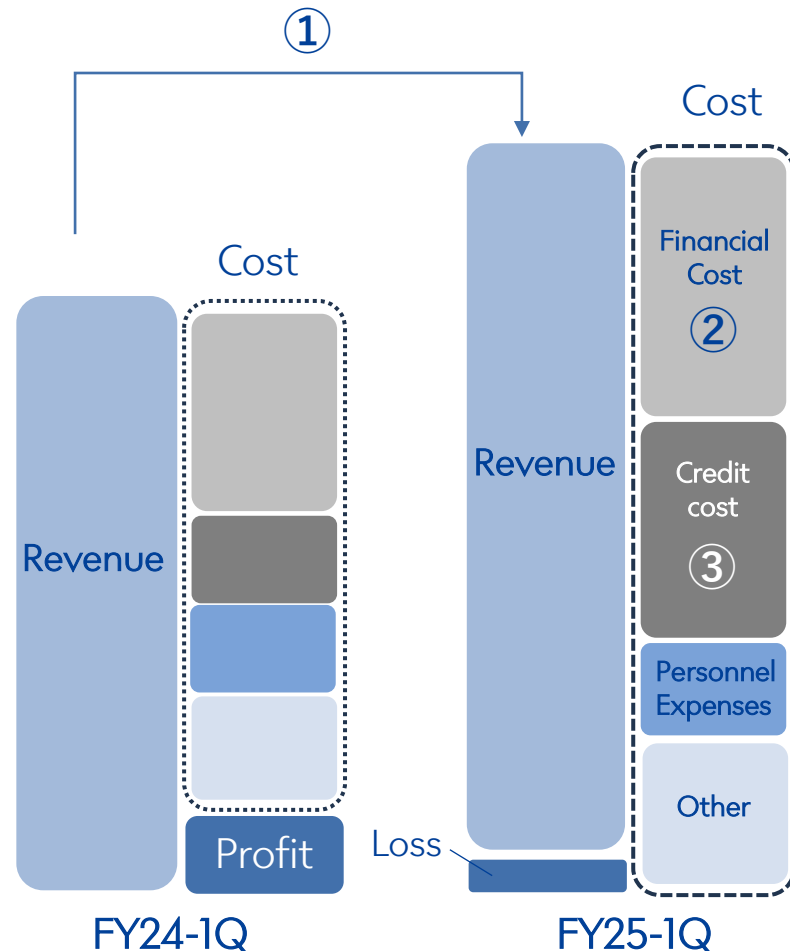 ①
Cost
Cost
Financial
Cost
②
Revenue
Credit
cost
③
Revenue
Personnel
Expenses
Other
Profit
Loss
FY24-1Q
FY25-1Q